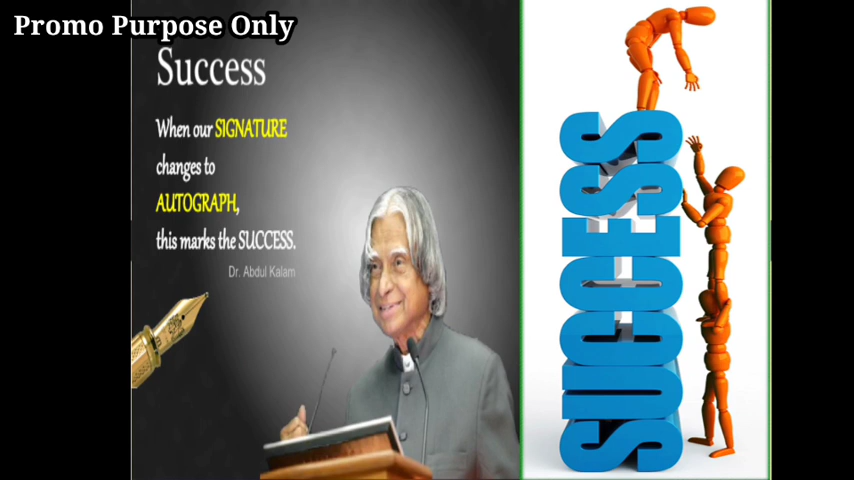 Promo Purpose Only
Success
When our SIGNATURE
changes to
AUTOGRAPH,
this marks the SUCCESS.
Dr. Abdul Kalam
SUCCESS